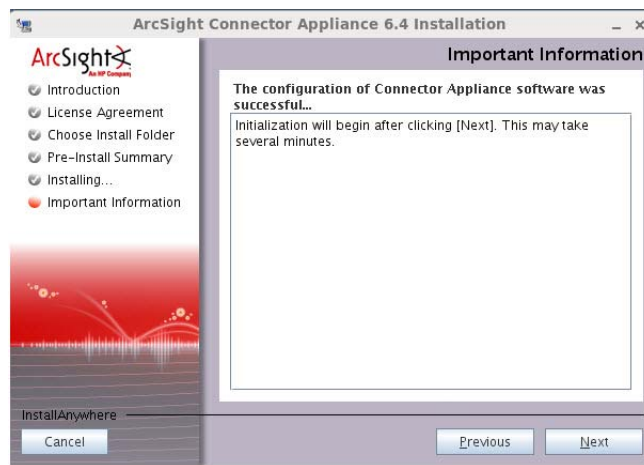 ArcSight Connector Appliance 6.4 Installation
ArcSight
An HP Company
Important Information
Introduction
License Agreement
Choose Install Folder
Pre-Install Summary
Installing...
Important Information
The configuration of Connector Appliance software was
successful...
Initialization will begin after clicking [Next]. This may take
several minutes.
InstallAnywhere
Cancel
Previous
Next